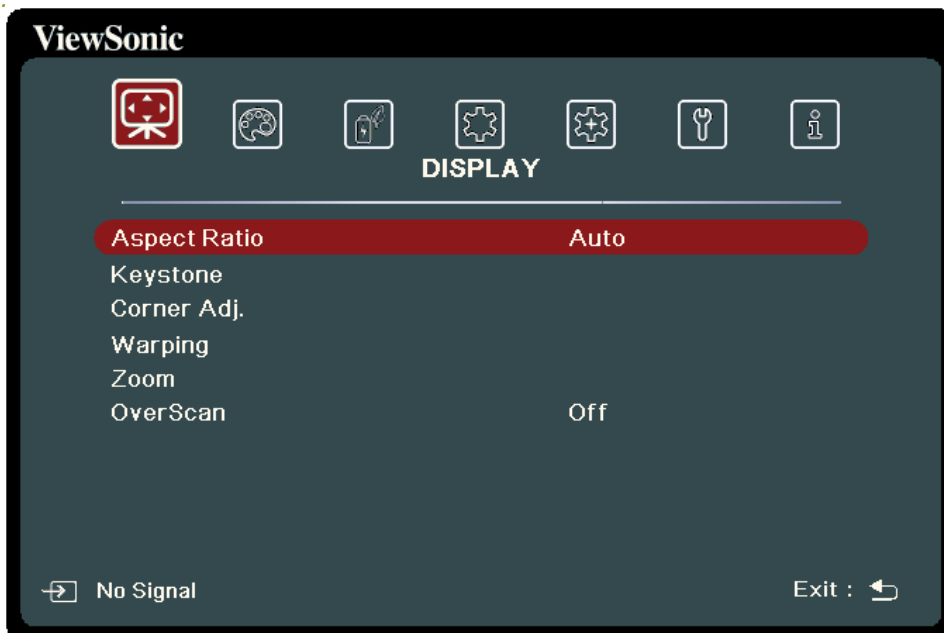 ViewSonic
DISPLAY
Aspect Ratio Auto
Keystone
Corner Adj.
Warping
Zoom
OverScan Off
No Signal Exit :